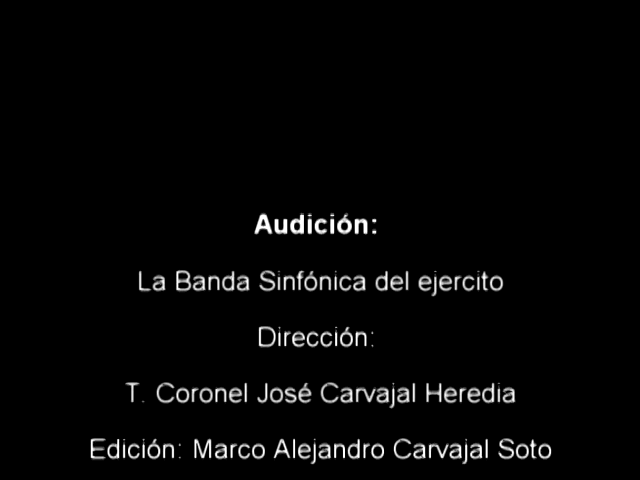 Audición:
La Banda Sinfónica del ejercito
Dirección:
T. Coronel José Carvajal Heredia
Edición: Marco Alejandro Carvajal Soto